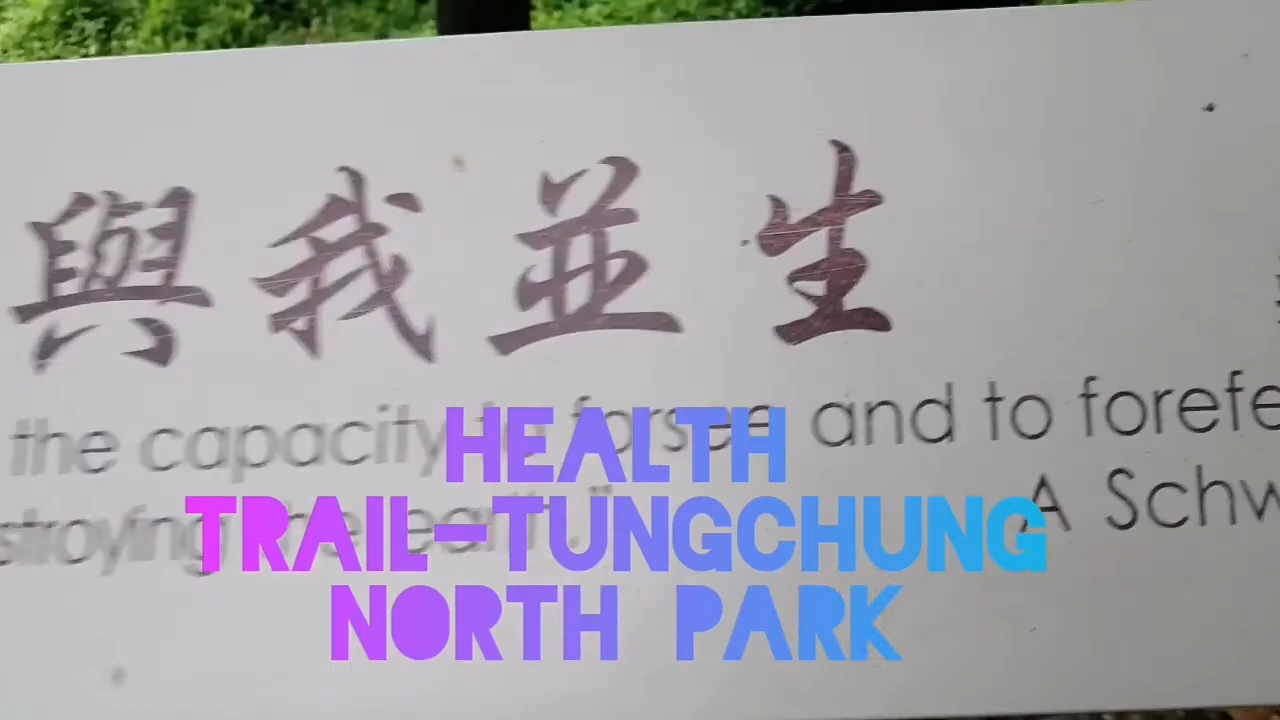 與我並生
the capacity to forsee and to forefe
stroying the earth."
A Schw
HEALTH
TRAIL-TUNGCHUNG
NORTH PARK